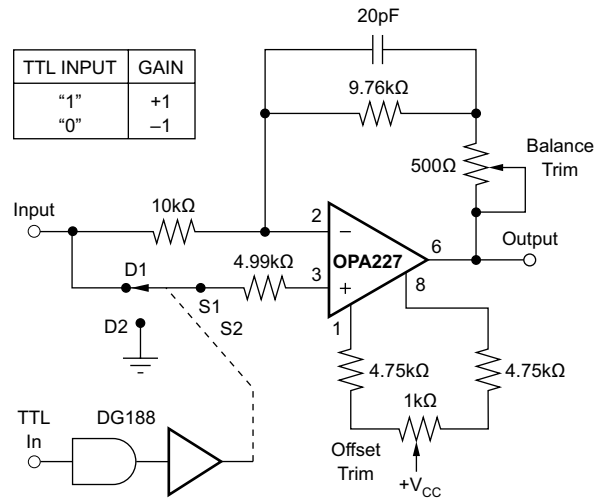 20pF
TTL INPUT GAIN
“1” +1
“0” –1
9.76kΩ
500Ω
Balance
Trim
Input
10kΩ
2
–
6
Output
OPA227
D1
4.99kΩ
3
+
8
S1
S2
1
D2
4.75kΩ
4.75kΩ
1kΩ
TTL
In
DG188
Offset
Trim
+VCC